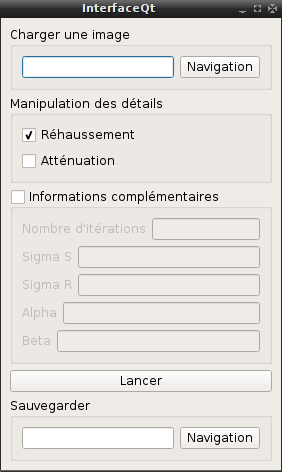 InterfaceQt
Charger une image
Navigation
Manipulation des détails
Réhaussement
Atténuation
Informations complémentaires
Nombre d'itérations
Sigma S
Sigma R
Alpha
Beta
Lancer
Sauvegarder
Navigation